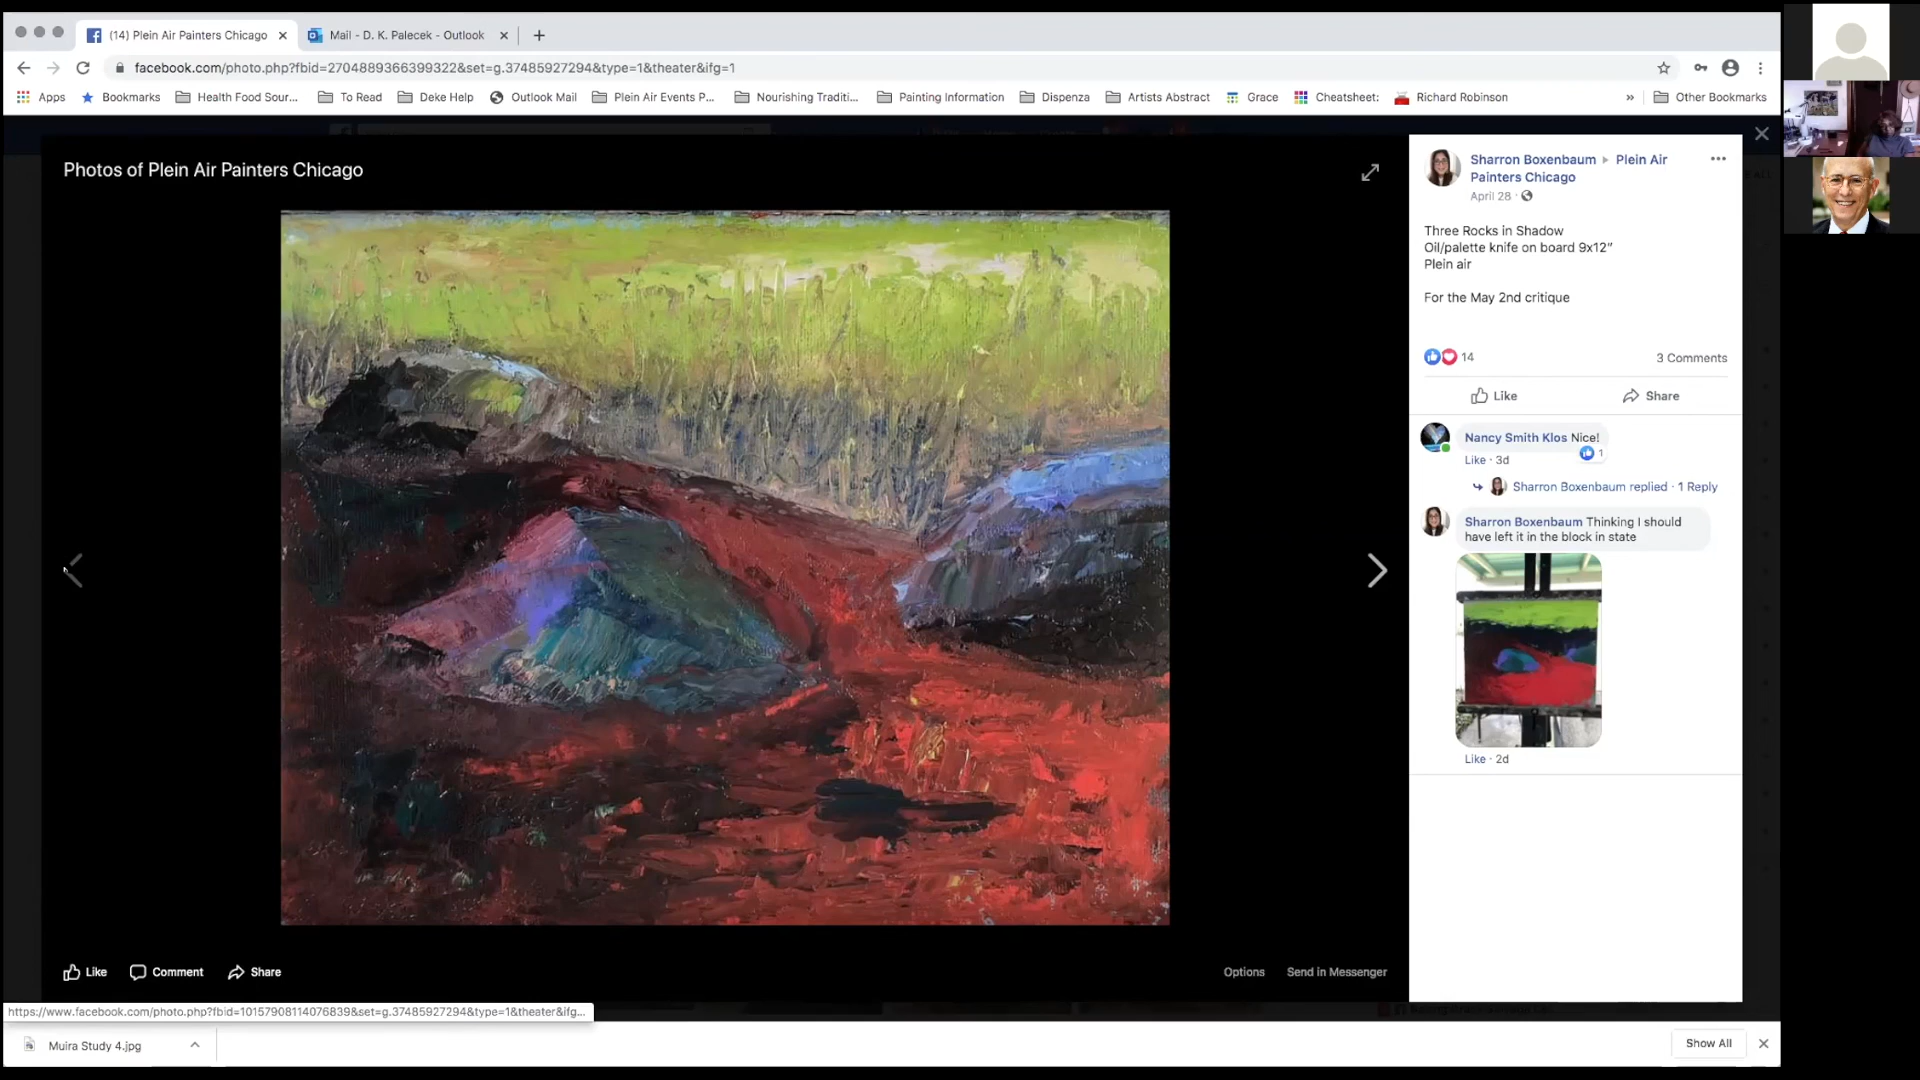 (14) Plein Air Painters Chicago
Mail - D. K. Palecek - Outlook
facebook.com/photo.php?fbid=2704889366399322&set=g.37485927294&type=1&theater&ifg=1
Apps
Bookmarks
Health Food Sour...
To Read
Deke Help
Outlook Mail
Plein Air Events P...
Nourishing Traditi...
Painting Information
Dispenza
Artists Abstract
Grace
Cheatsheet:
Richard Robinson
»
Other Bookmarks
Photos of Plein Air Painters Chicago
Sharron Boxenbaum ▸ Plein Air
Painters Chicago
April 28 ·
Three Rocks in Shadow
Oil/palette knife on board 9x12”
Plein air
For the May 2nd critique
14
3 Comments
Like
Share
Nancy Smith Klos Nice!
1
Like · 3d
Sharron Boxenbaum replied · 1 Reply
Sharron Boxenbaum Thinking I should
have left it in the block in state
Like · 2d
Like
Comment
Share
Options
Send in Messenger
https://www.facebook.com/photo.php?fbid=10157908114076839&set=g.37485927294&type=1&theater&ifg...
Muira Study 4.jpg
Show All